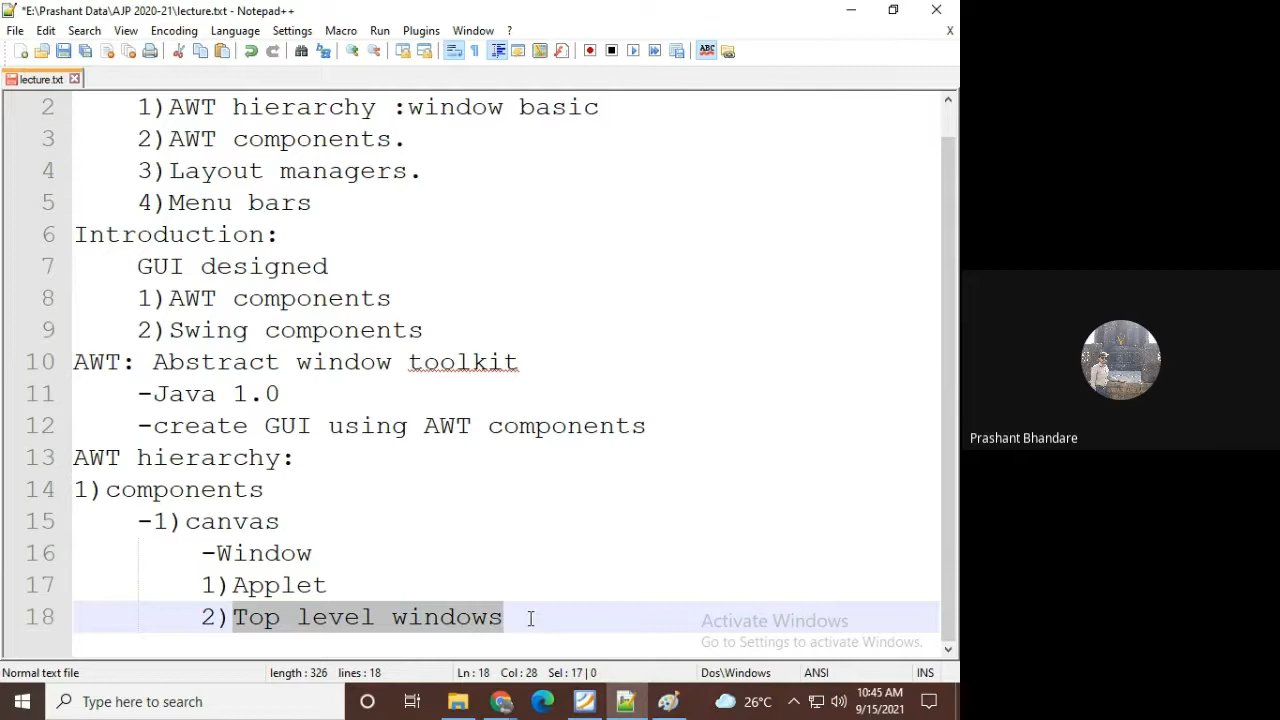 *E:\Prashant Data\AJP 2020-21\lecture.txt - Notepad++
File Edit Search View Encoding Language Settings Macro Run Plugins Window ? X
ABC
lecture.txt
2 1)AWT hierarchy :window basic
3 2)AWT components.
4 3)Layout managers.
5 4)Menu bars
6 Introduction:
7 GUI designed
8 1)AWT components
9 2)Swing components
10 AWT: Abstract window toolkit
11 -Java 1.0
12 -create GUI using AWT components
13 AWT hierarchy:
14 1)components
15 -1)canvas
16 -Window
17 1)Applet
18 2)Top level windows
Activate Windows
Go to Settings to activate Windows.
Normal text file length : 326 lines : 18 Ln : 18 Col : 28 Sel : 17 | 0 Dos\Windows ANSI INS
Type here to search 26°C 10:45 AM
9/15/2021
Prashant Bhandare